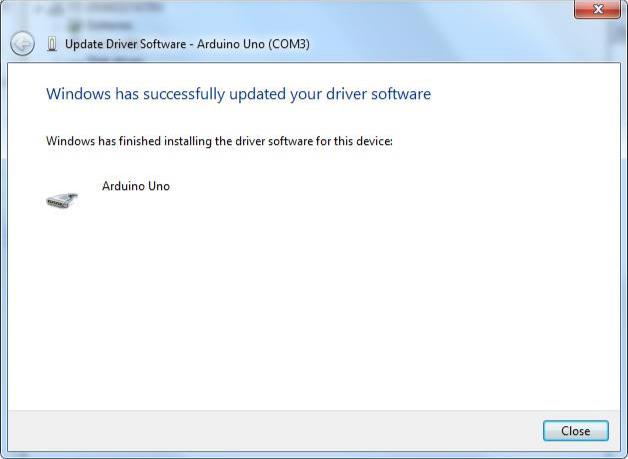 Update Driver Software - Arduino Uno (COM3)
Windows has successfully updated your driver software
Windows has finished installing the driver software for this device:
Arduino Uno
Close